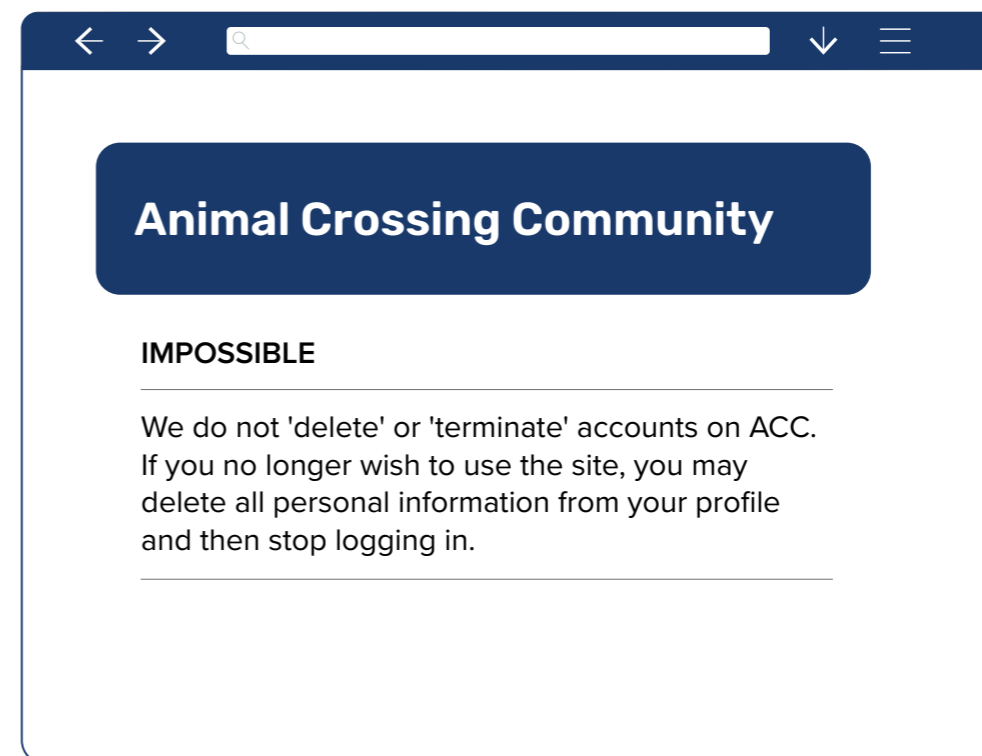 Animal Crossing Community
IMPOSSIBLE
We do not 'delete' or 'terminate' accounts on ACC.
If you no longer wish to use the site, you may
delete all personal information from your profile
and then stop logging in.